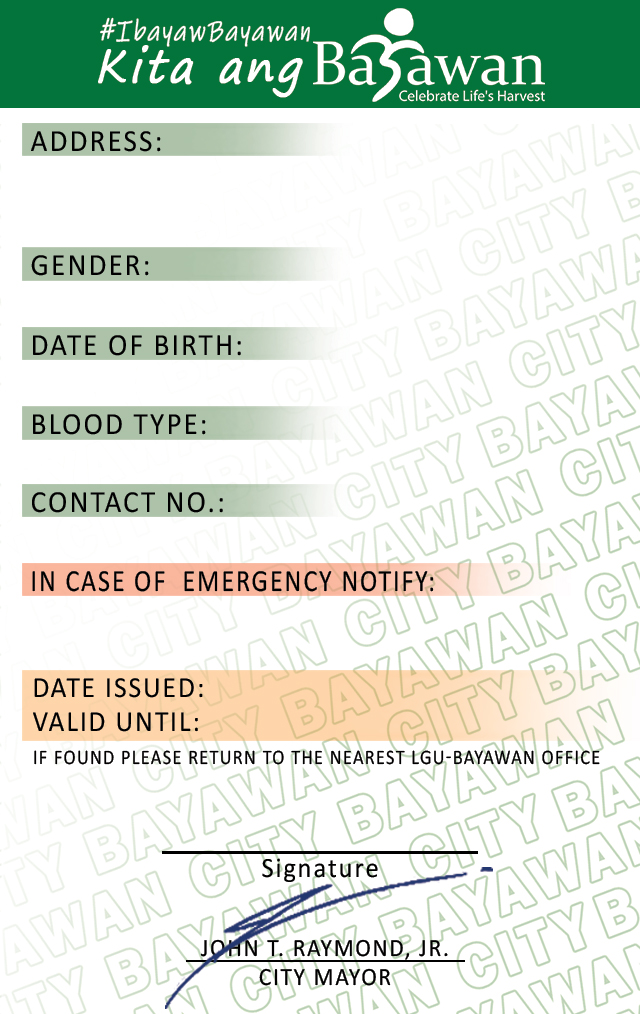 #IbayawBayawan
Kita ang Bayawan
Celebrate Life's Harvest
ADDRESS:
GENDER:
DATE OF BIRTH:
BLOOD TYPE:
CONTACT NO.:
IN CASE OF EMERGENCY NOTIFY:
DATE ISSUED:
VALID UNTIL:
IF FOUND PLEASE RETURN TO THE NEAREST LGU-BAYAWAN OFFICE
Signature
JOHN T. RAYMOND, JR.
CITY MAYOR
BAYAWAN CITY